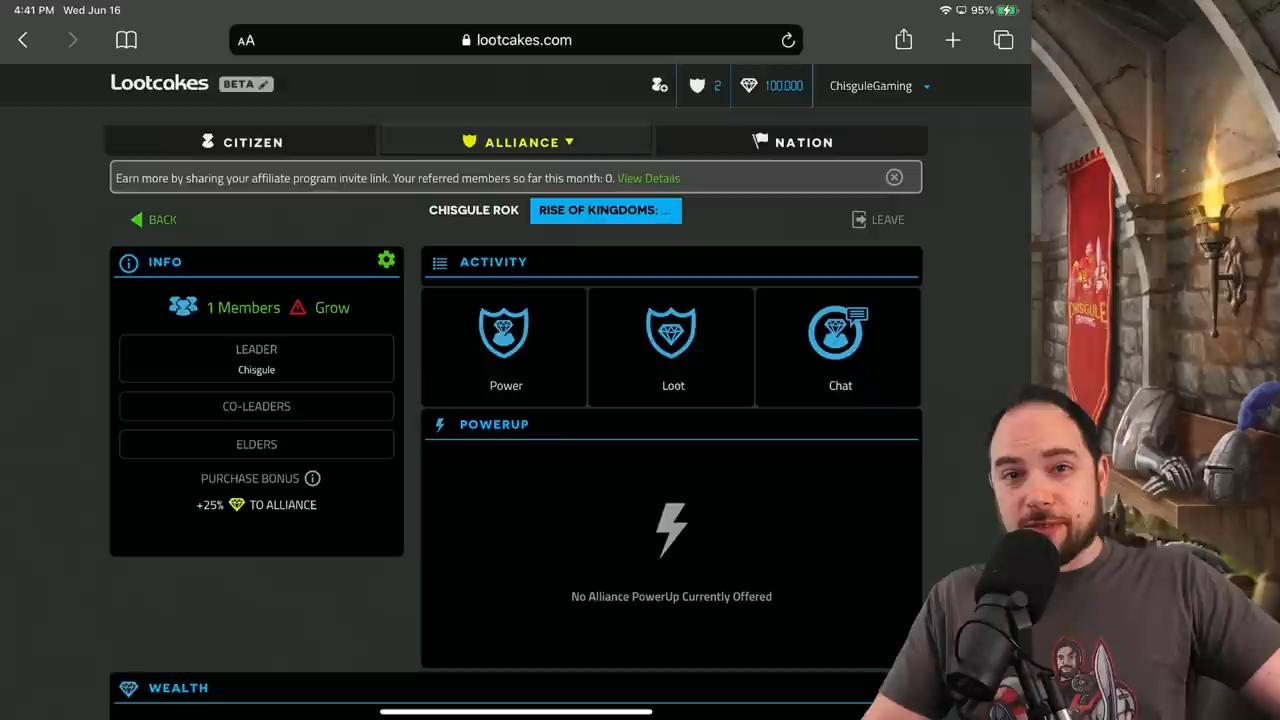 4:41 PM Wed Jun 16
95%
AA
lootcakes.com
Lootcakes BETA
2
100.000
ChisguleGaming
CITIZEN
ALLIANCE
NATION
Earn more by sharing your affiliate program invite link. Your referred members so far this month: 0. View Details
BACK
CHISGULE ROK
RISE OF KINGDOMS: ...
LEAVE
INFO
1 Members
Grow
LEADER
Chisgule
CO-LEADERS
ELDERS
PURCHASE BONUS
+25% TO ALLIANCE
ACTIVITY
Power
Loot
Chat
POWERUP
No Alliance PowerUp Currently Offered
WEALTH
CHISGULE
GAMING